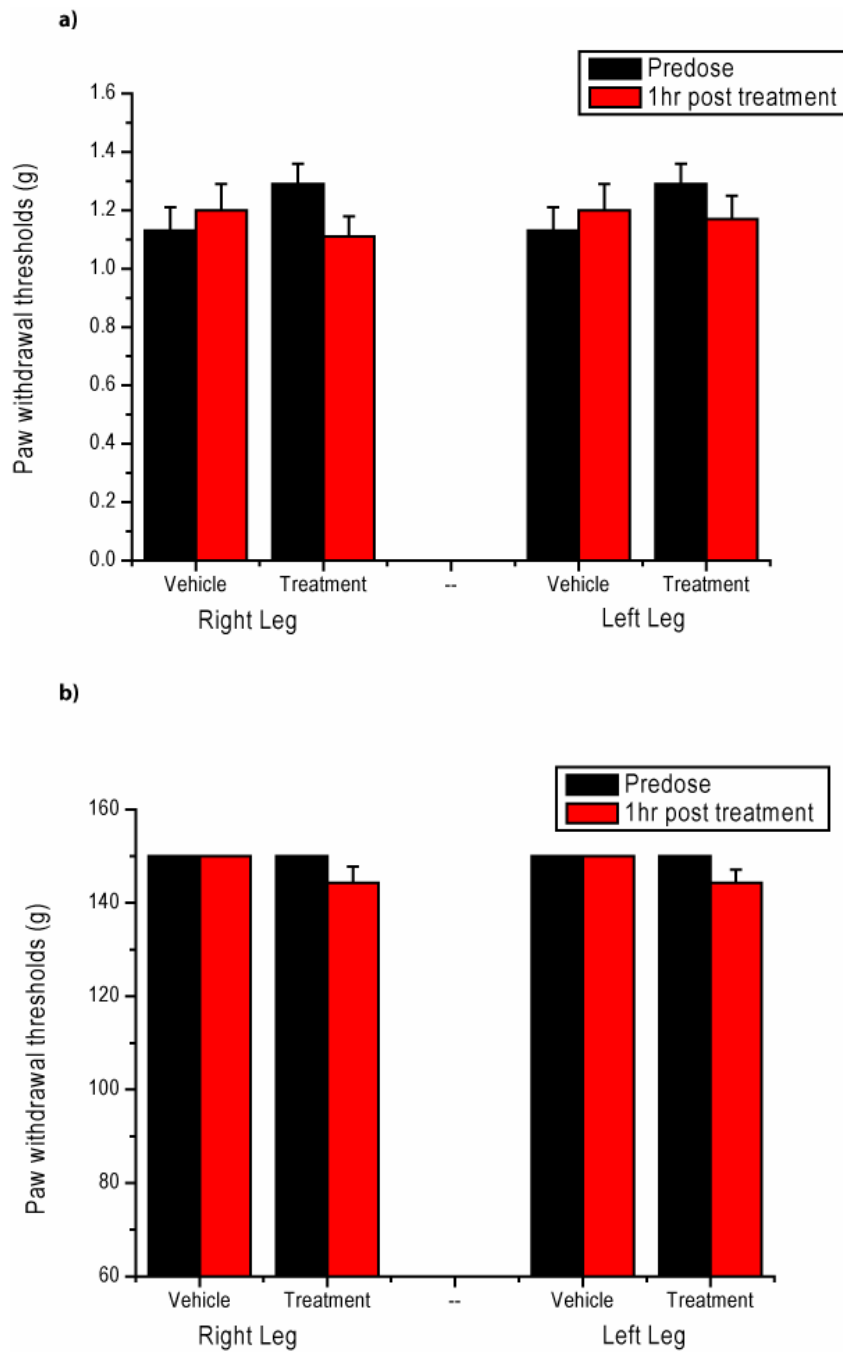 a)
Predose
1hr post treatment
Paw withdrawal thresholds (g)
1.6
1.4
1.2
1.0
0.8
0.6
0.4
0.2
0.0
Vehicle Treatment -- Vehicle Treatment
Right Leg Left Leg
b)
Predose
1hr post treatment
Paw withdrawal thresholds (g)
160
140
120
100
80
60
Vehicle Treatment -- Vehicle Treatment
Right Leg Left Leg